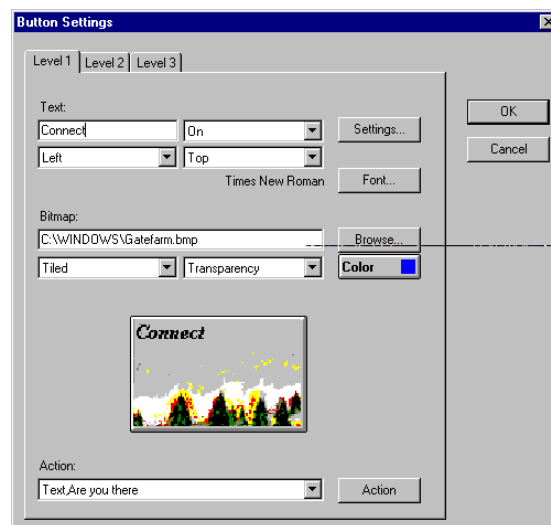 Button Settings
Level 1 Level 2 Level 3
Text:
Connect On Settings...
Left Top
Times New Roman Font...
OK
Cancel
Bitmap:
C:\WINDOWS\Gatefarm.bmp Browse...
Tiled Transparency Color
Connect
Action:
Text,Are you there Action